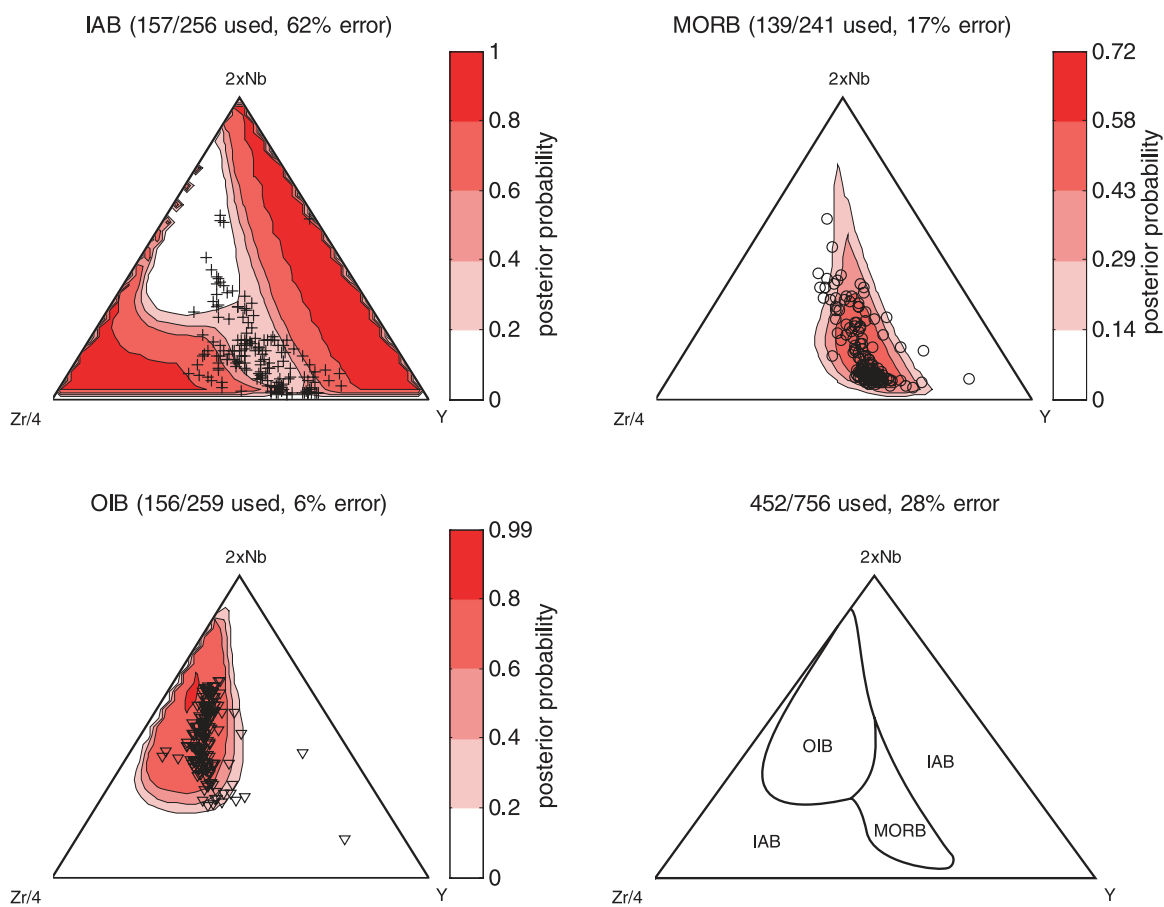 IAB (157/256 used, 62% error)
2xNb
Zr/4
Y
1
0.8
0.6
0.4
0.2
0
posterior probability
MORB (139/241 used, 17% error)
2xNb
Zr/4
Y
0.72
0.58
0.43
0.29
0.14
0
posterior probability
OIB (156/259 used, 6% error)
2xNb
Zr/4
Y
0.99
0.8
0.6
0.4
0.2
0
posterior probability
452/756 used, 28% error
2xNb
OIB
IAB
MORB
IAB
Zr/4
Y